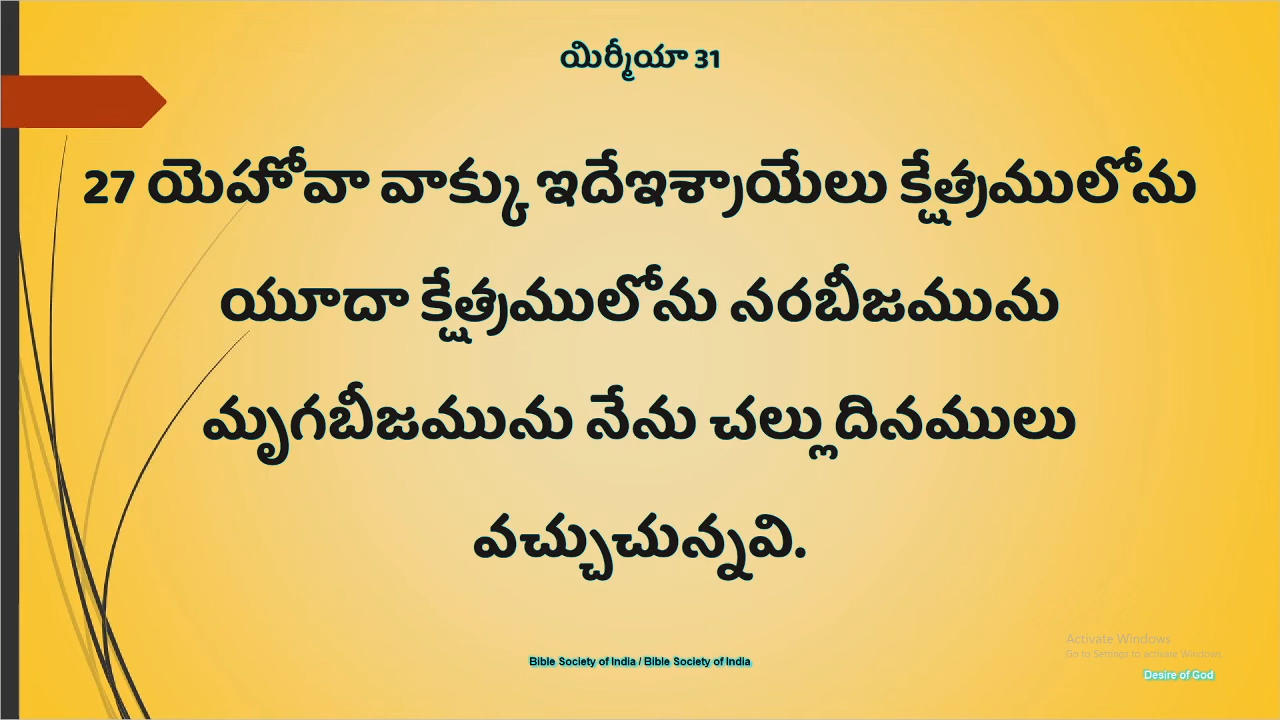 యిర్మీయా 31
27 యెహోవా వాక్కు ఇదేఇశ్రాయేలు క్షేత్రములోను
యూదా క్షేత్రములోను నరబీజమును
మృగబీజమును నేను చల్లుదినములు
వచ్చుచున్నవి.
Bible Society of India / Bible Society of India
Activate Windows
Go to Settings to activate Windows.
Desire of God